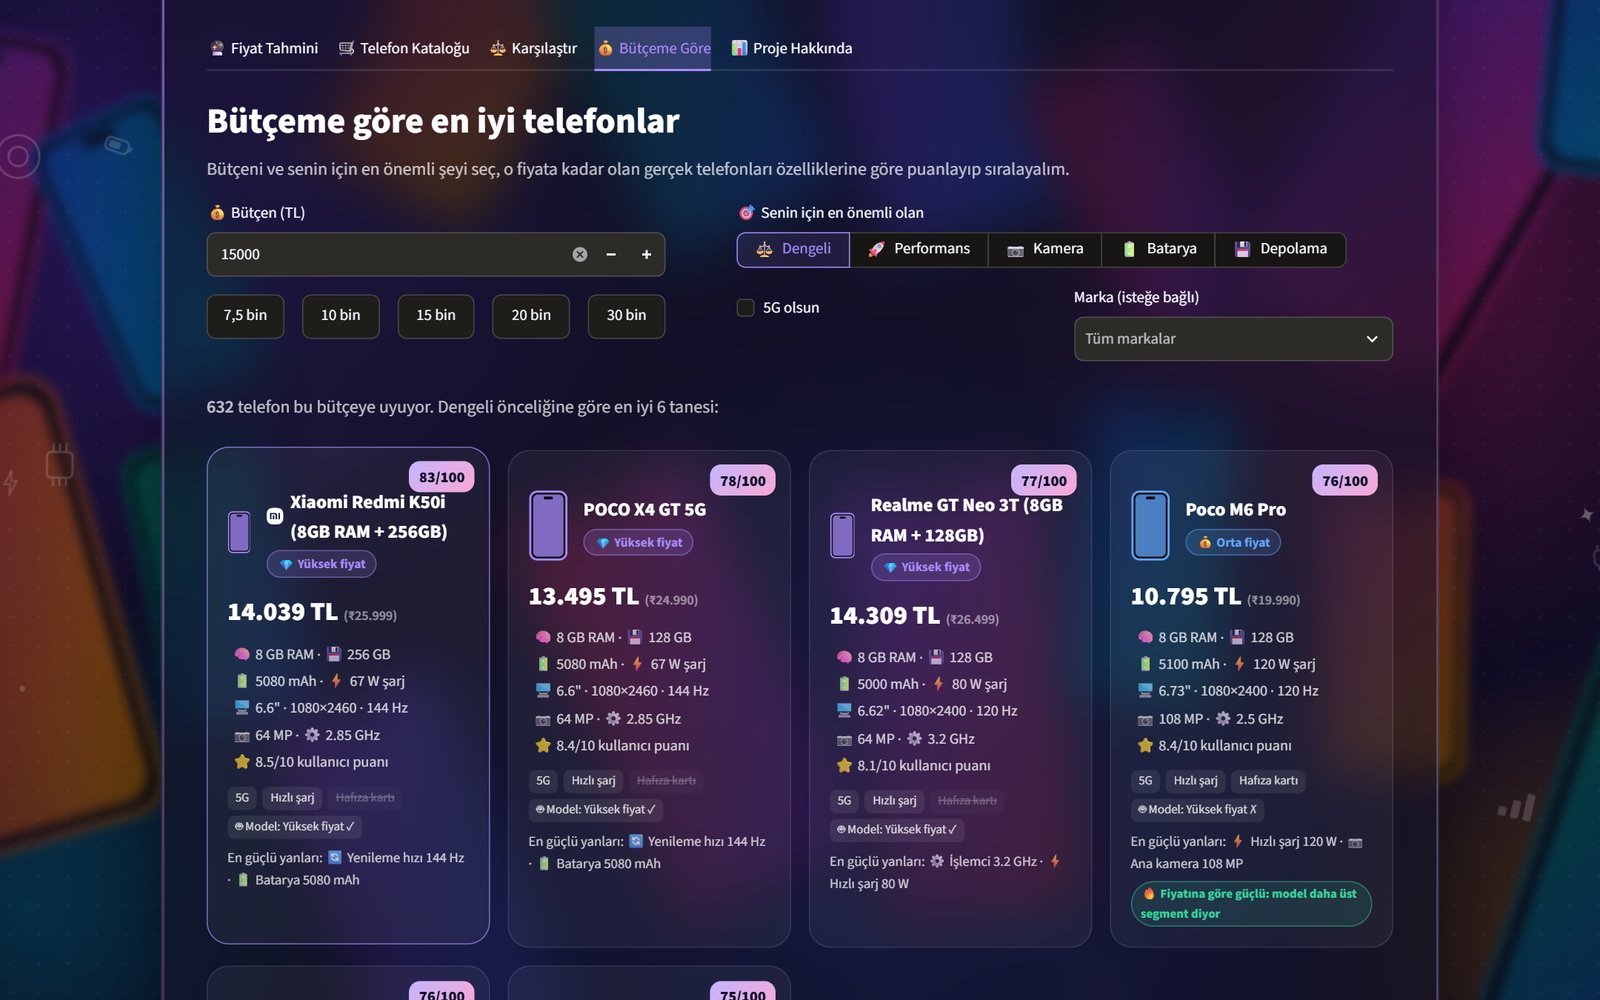 Fiyat Tahmini
Telefon Kataloğu
Karşılaştır
Bütçeme Göre
Proje Hakkında
Bütçeme göre en iyi telefonlar
Bütçeni ve senin için en önemli şeyi seç, o fiyata kadar olan gerçek telefonları özelliklerine göre puanlayıp sıralayalım.
Bütçen (TL)
15000
7,5 bin
10 bin
15 bin
20 bin
30 bin
Senin için en önemli olan
Dengeli
Performans
Kamera
Batarya
Depolama
5G olsun
Marka (isteğe bağlı)
Tüm markalar
632 telefon bu bütçeye uyuyor. Dengeli önceliğine göre en iyi 6 tanesi:
83/100
Xiaomi Redmi K50i
(8GB RAM + 256GB)
Yüksek fiyat
14.039 TL (₹25.999)
8 GB RAM · 256 GB
5080 mAh · 67 W şarj
6.6" · 1080×2460 · 144 Hz
64 MP · 2.85 GHz
8.5/10 kullanıcı puanı
5G Hızlı şarj Hafıza kartı
Model: Yüksek fiyat ✓
En güçlü yanları: Yenileme hızı 144 Hz
· Batarya 5080 mAh
78/100
POCO X4 GT 5G
Yüksek fiyat
13.495 TL (₹24.990)
8 GB RAM · 128 GB
5080 mAh · 67 W şarj
6.6" · 1080×2460 · 144 Hz
64 MP · 2.85 GHz
8.4/10 kullanıcı puanı
5G Hızlı şarj Hafıza kartı
Model: Yüksek fiyat ✓
En güçlü yanları: Yenileme hızı 144 Hz
· Batarya 5080 mAh
77/100
Realme GT Neo 3T (8GB
RAM + 128GB)
Yüksek fiyat
14.309 TL (₹26.499)
8 GB RAM · 128 GB
5000 mAh · 80 W şarj
6.62" · 1080×2400 · 120 Hz
64 MP · 3.2 GHz
8.1/10 kullanıcı puanı
5G Hızlı şarj Hafıza kartı
Model: Yüksek fiyat ✓
En güçlü yanları: İşlemci 3.2 GHz ·
Hızlı şarj 80 W
76/100
Poco M6 Pro
Orta fiyat
10.795 TL (₹19.990)
8 GB RAM · 128 GB
5100 mAh · 120 W şarj
6.73" · 1080×2400 · 120 Hz
108 MP · 2.5 GHz
8.4/10 kullanıcı puanı
5G Hızlı şarj Hafıza kartı
Model: Yüksek fiyat ✗
En güçlü yanları: Hızlı şarj 120 W ·
Ana kamera 108 MP
Fiyatına göre güçlü: model daha üst
segment diyor
76/100
75/100